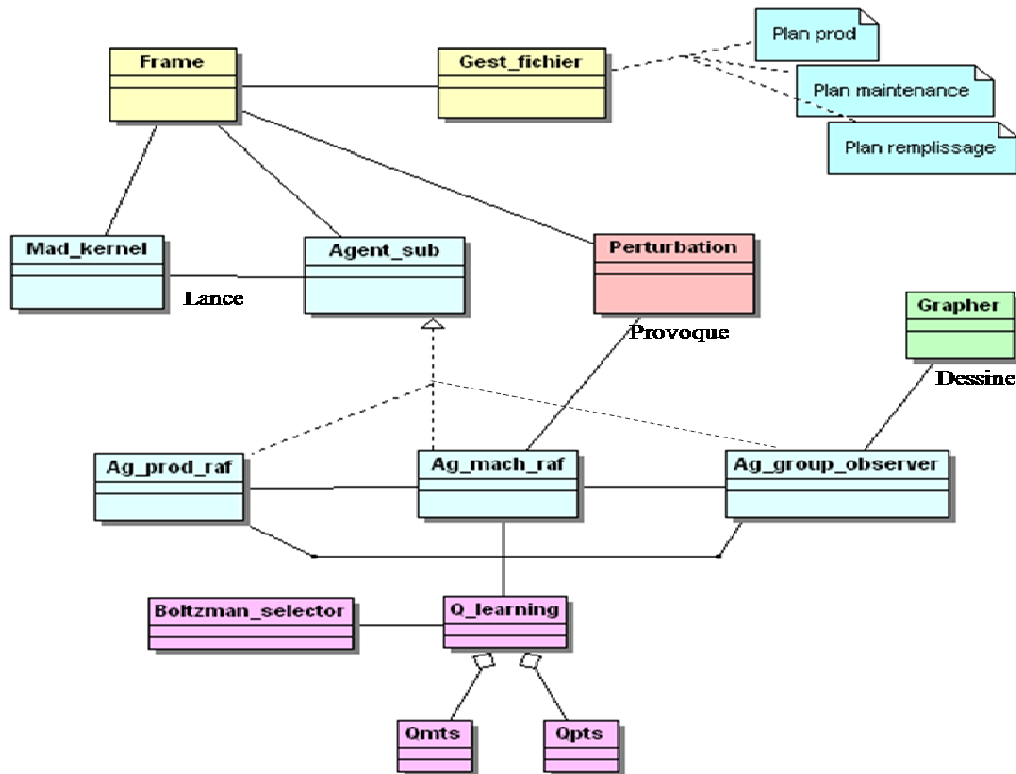 Plan prod
Frame
Gest_fichier
Plan maintenance
Plan remplissage
Mad_kernel
Agent_sub
Perturbation
Lance
Grapher
Provoque
Dessine
Ag_prod_raf
Ag_mach_raf
Ag_group_observer
Boltzman_selector
Q_learning
Qmts
Qpts